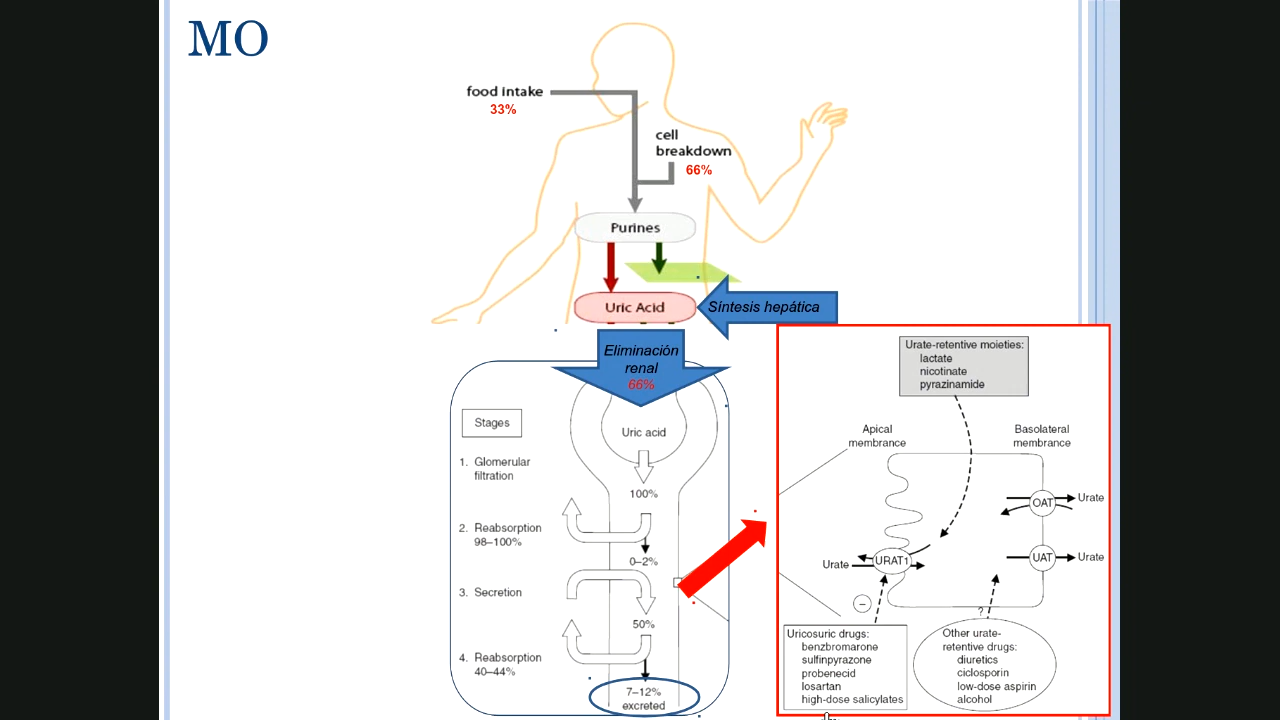 MO
food intake
33%
cell
breakdown
66%
Purines
Uric Acid
Síntesis hepática
Eliminación
renal
66%
Stages
1. Glomerular
filtration
2. Reabsorption
98–100%
3. Secretion
4. Reabsorption
40–44%
Uric acid
100%
0–2%
50%
7–12%
excreted
Urate-retentive moieties:
lactate
nicotinate
pyrazinamide
Apical
membrane
Basolateral
membrane
OAT
Urate
Urate
URAT1
UAT
Urate
−
?
Uricosuric drugs:
benzbromarone
sulfinpyrazone
probenecid
losartan
high-dose salicylates
Other urate-
retentive drugs:
diuretics
ciclosporin
low-dose aspirin
alcohol